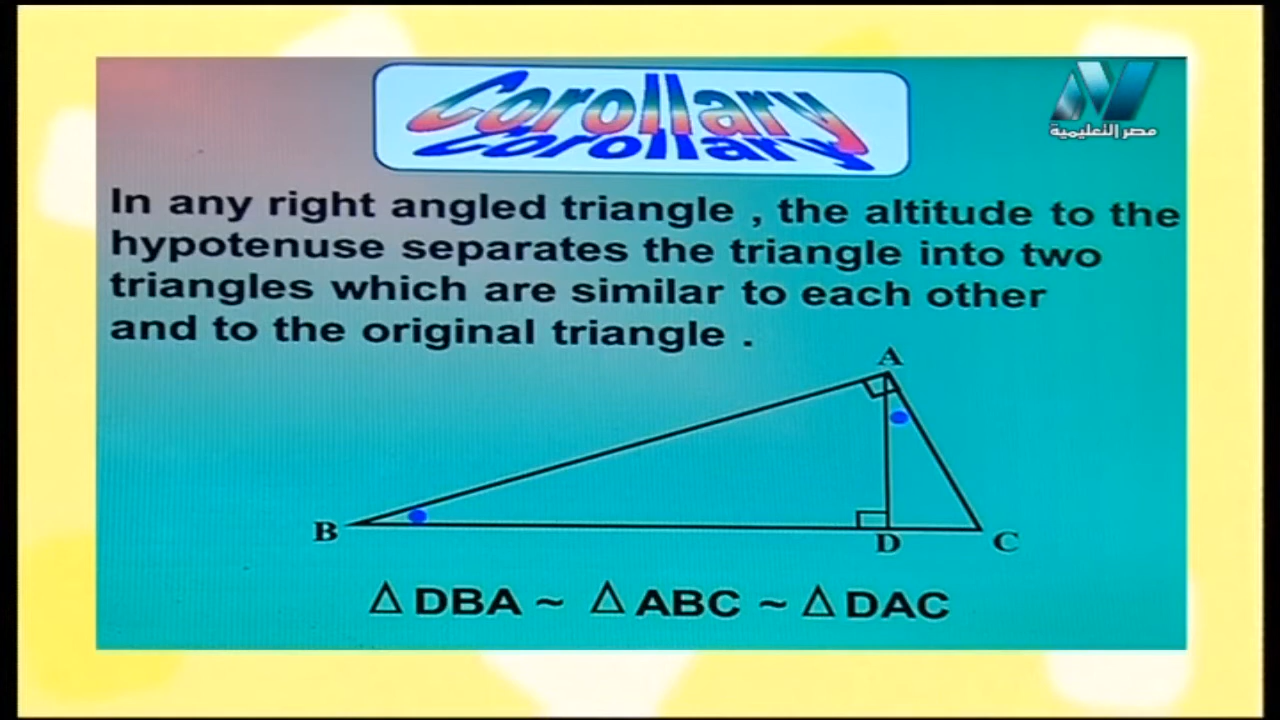 Corollary
مصر التعليمية
In any right angled triangle , the altitude to the
hypotenuse separates the triangle into two
triangles which are similar to each other
and to the original triangle .
A
B
D
C
Δ DBA ~ Δ ABC ~ Δ DAC